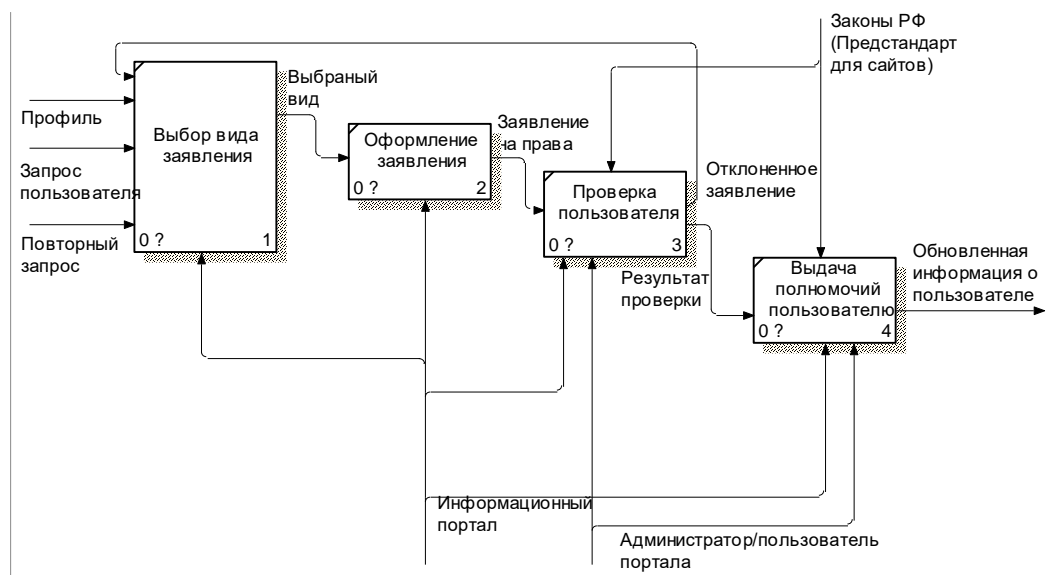 Законы РФ
(Предстандарт
для сайтов)
Выбраный
вид
Профиль
Выбор вида
заявления
Запрос
пользователя
Повторный
запрос
0 ?
1
Оформление
заявления
0 ?
2
Заявление
на права
Проверка
пользователя
0 ?
3
Отклоненное
заявление
Результат
проверки
Выдача
полномочий
пользователю
0 ?
4
Обновленная
информация о
пользователе
Информационный
портал
Администратор/пользователь
портала